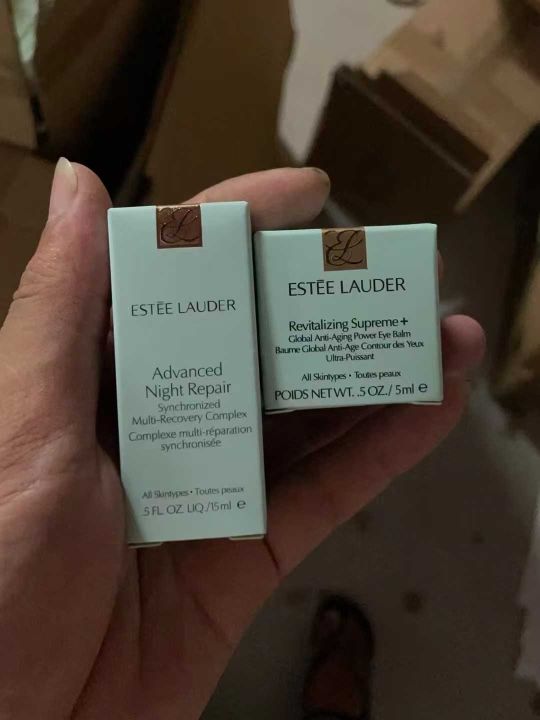 ESTĒE LAUDER
Advanced
Night Repair
Synchronized
Multi-Recovery Complex
Complexe multi-réparation
synchronisée
All Skintypes • Toutes peaux
.5 FL. OZ. LIQ./15ml e
ESTĒE LAUDER
Revitalizing Supreme+
Global Anti-Aging Power Eye Balm
Baume Global Anti-Age Contour des Yeux
Ultra-Puissant
All Skintypes • Toutes peaux
POIDS NET WT. .5 OZ./ 5ml e